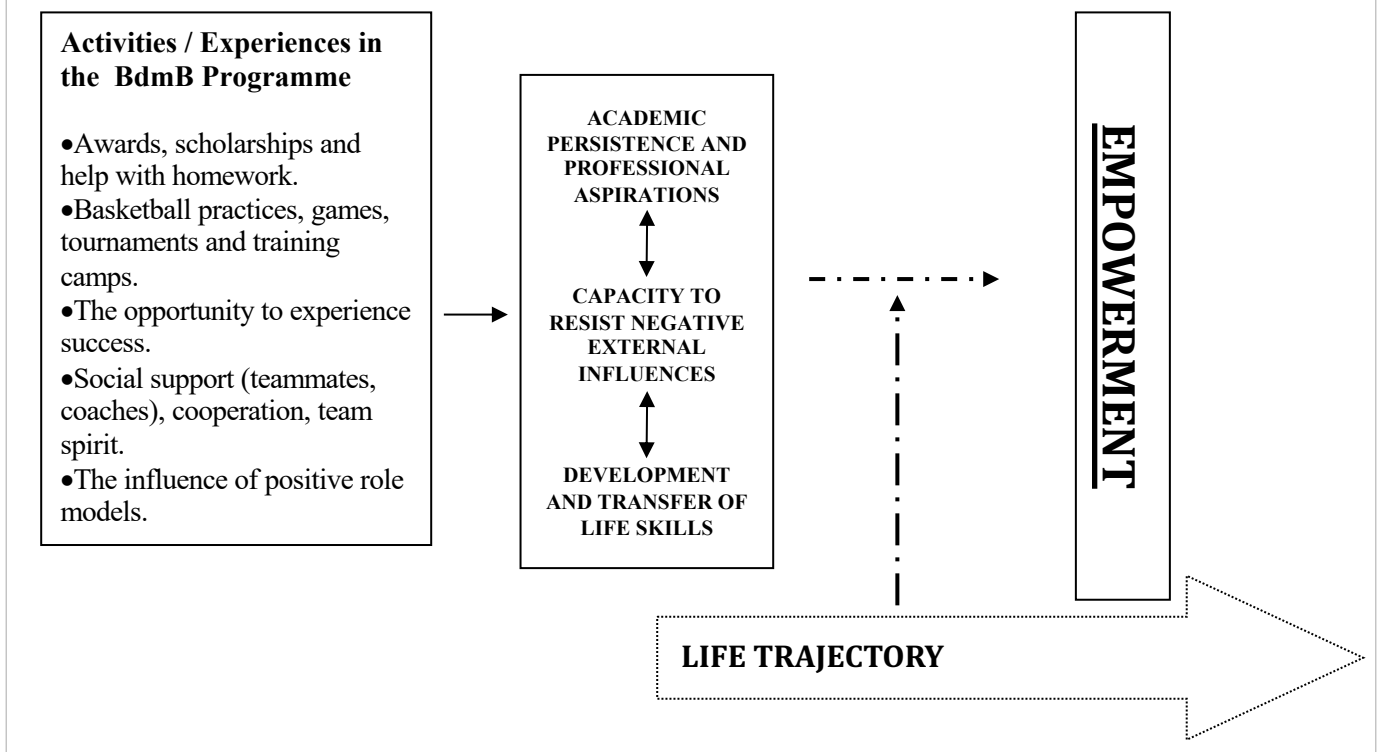 Activities / Experiences in
the BdmB Programme
•Awards, scholarships and
help with homework.
•Basketball practices, games,
tournaments and training
camps.
•The opportunity to experience
success.
•Social support (teammates,
coaches), cooperation, team
spirit.
•The influence of positive role
models.
ACADEMIC
PERSISTENCE AND
PROFESSIONAL
ASPIRATIONS
CAPACITY TO
RESIST NEGATIVE
EXTERNAL
INFLUENCES
DEVELOPMENT
AND TRANSFER OF
LIFE SKILLS
EMPOWERMENT
LIFE TRAJECTORY